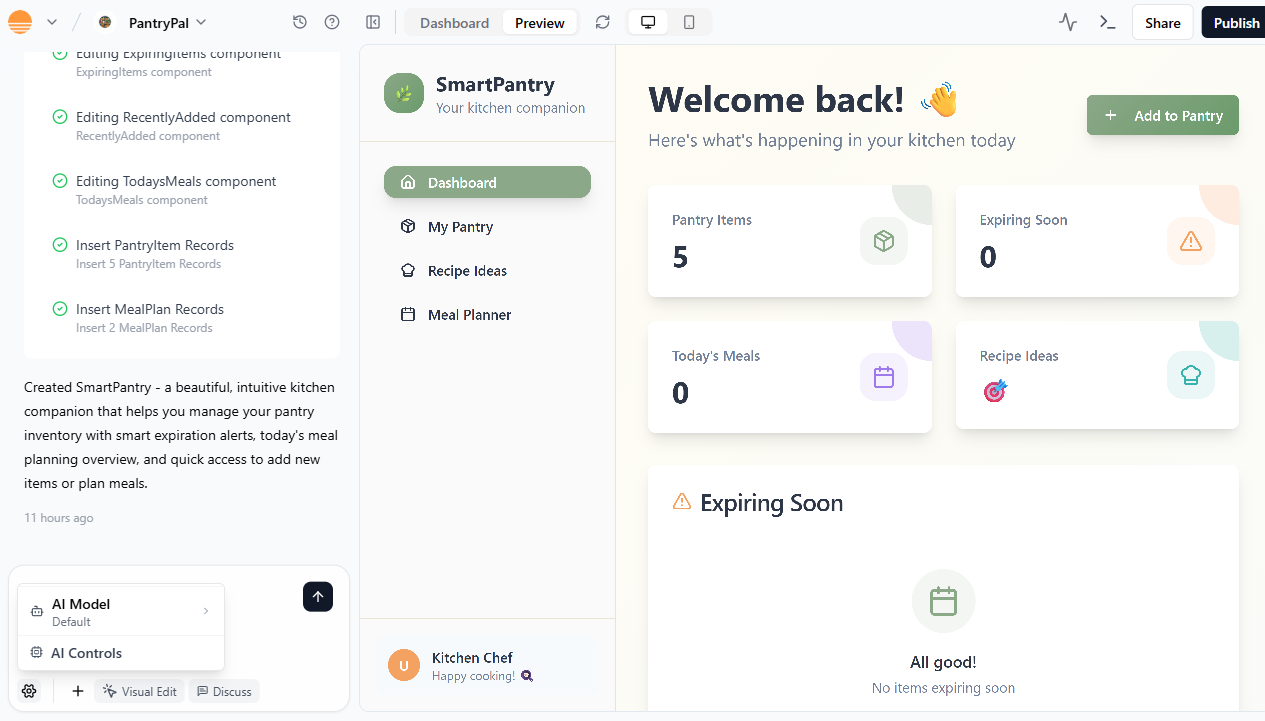 PantryPal
Dashboard
Preview
Share
Publish
Editing ExpiringItems component
ExpiringItems component
Editing RecentlyAdded component
RecentlyAdded component
Editing TodaysMeals component
TodaysMeals component
Insert PantryItem Records
Insert 5 PantryItem Records
Insert MealPlan Records
Insert 2 MealPlan Records
Created SmartPantry - a beautiful, intuitive kitchen
companion that helps you manage your pantry
inventory with smart expiration alerts, today's meal
planning overview, and quick access to add new
items or plan meals.
11 hours ago
AI Model
Default
AI Controls
Visual Edit
Discuss
SmartPantry
Your kitchen companion
Dashboard
My Pantry
Recipe Ideas
Meal Planner
U
Kitchen Chef
Happy cooking! 🍳
Welcome back! 👋
Here's what's happening in your kitchen today
Add to Pantry
Pantry Items
5
Expiring Soon
0
Today's Meals
0
Recipe Ideas
🎯
Expiring Soon
All good!
No items expiring soon